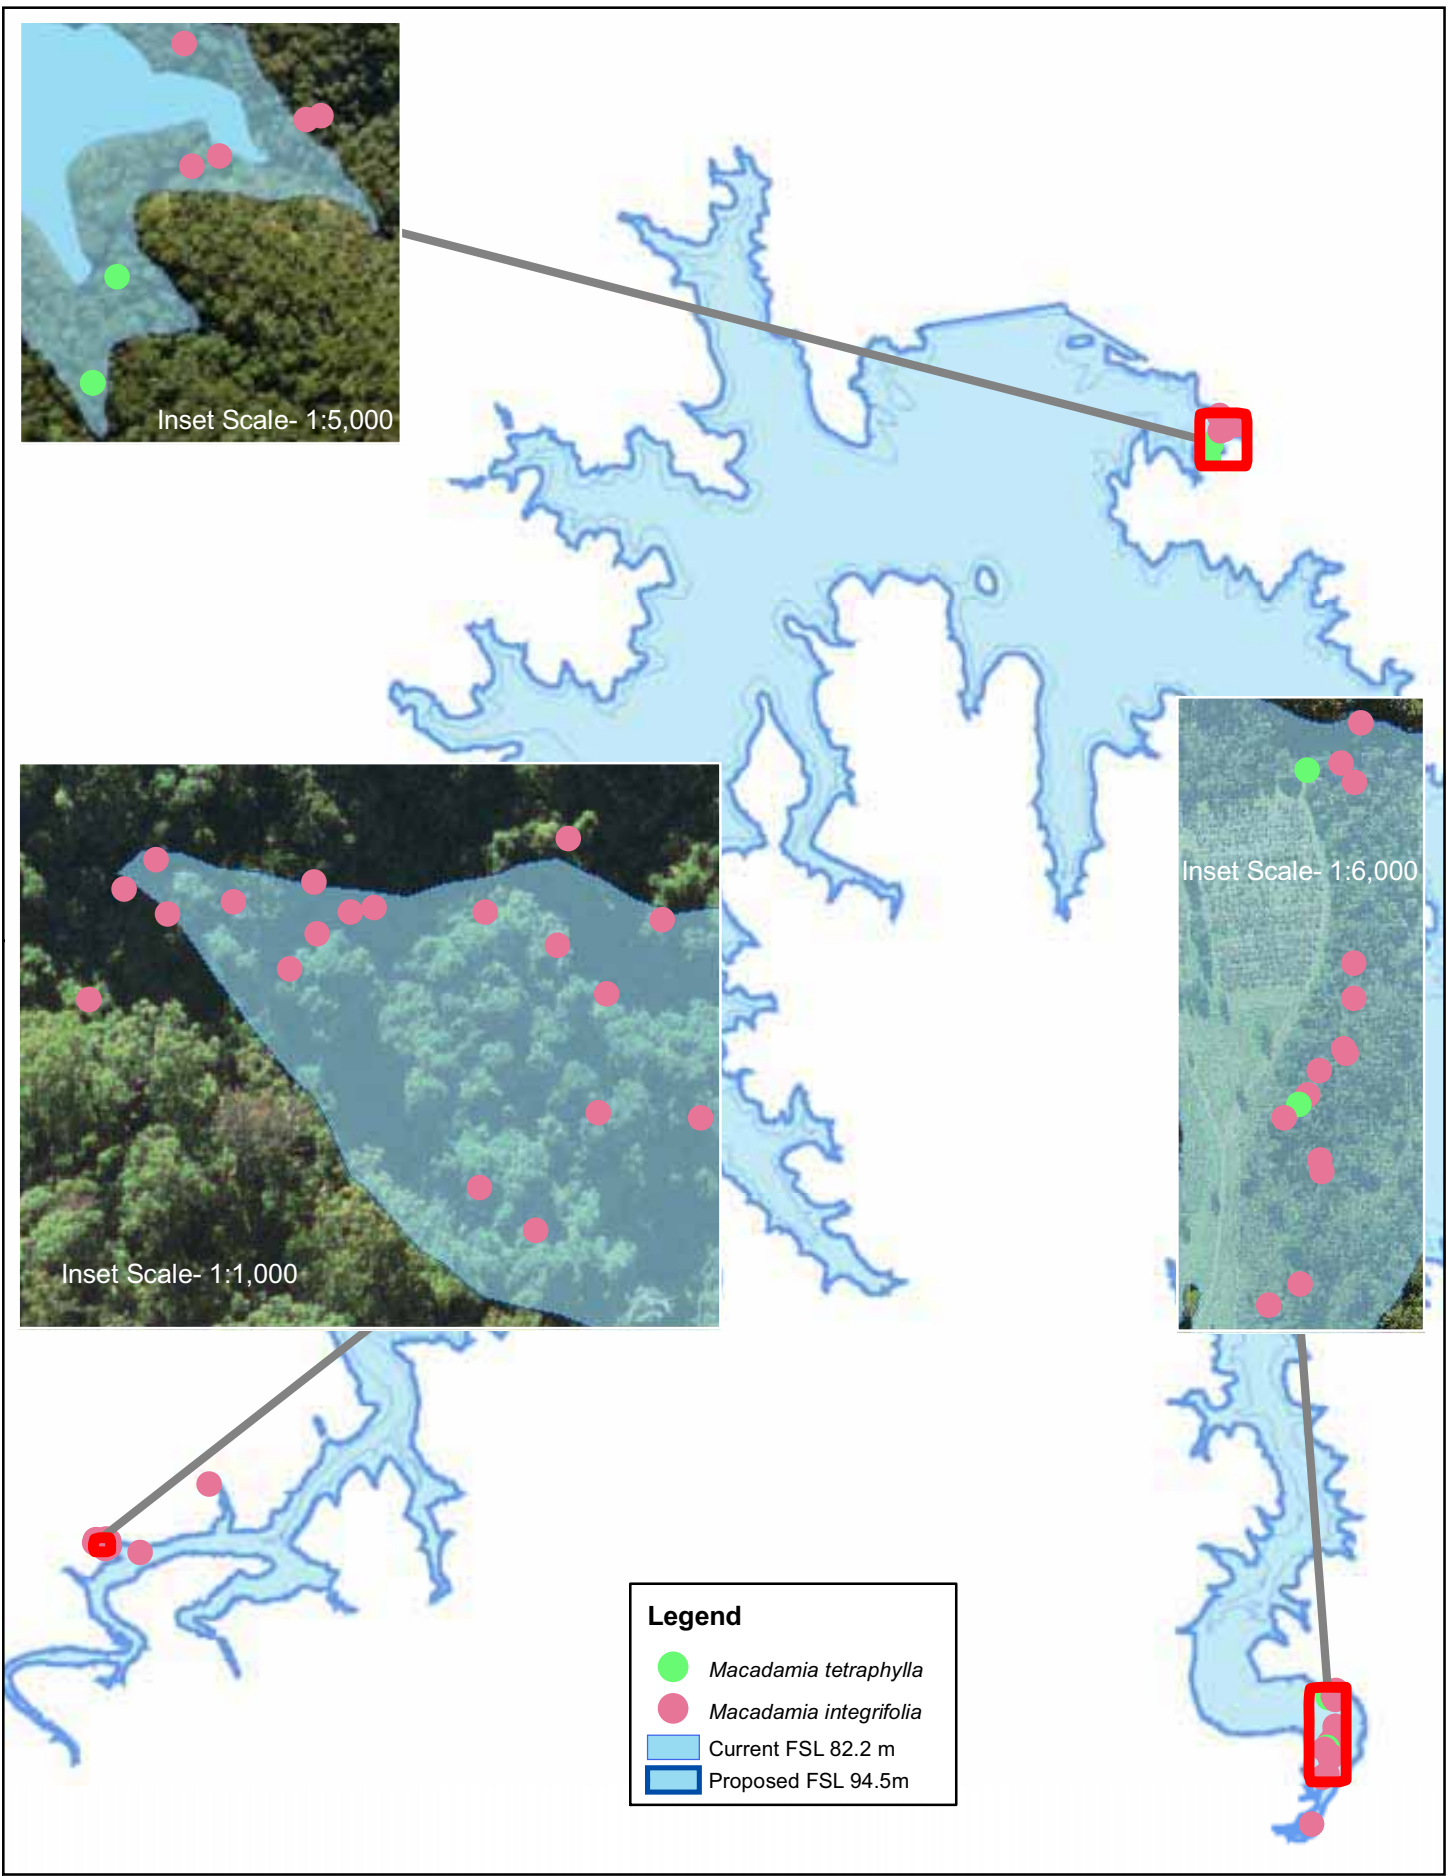 Inset Scale- 1:5,000
Inset Scale- 1:6,000
Inset Scale- 1:1,000
Legend
Macadamia tetraphylla
Macadamia integrifolia
Current FSL 82.2 m
Proposed FSL 94.5m